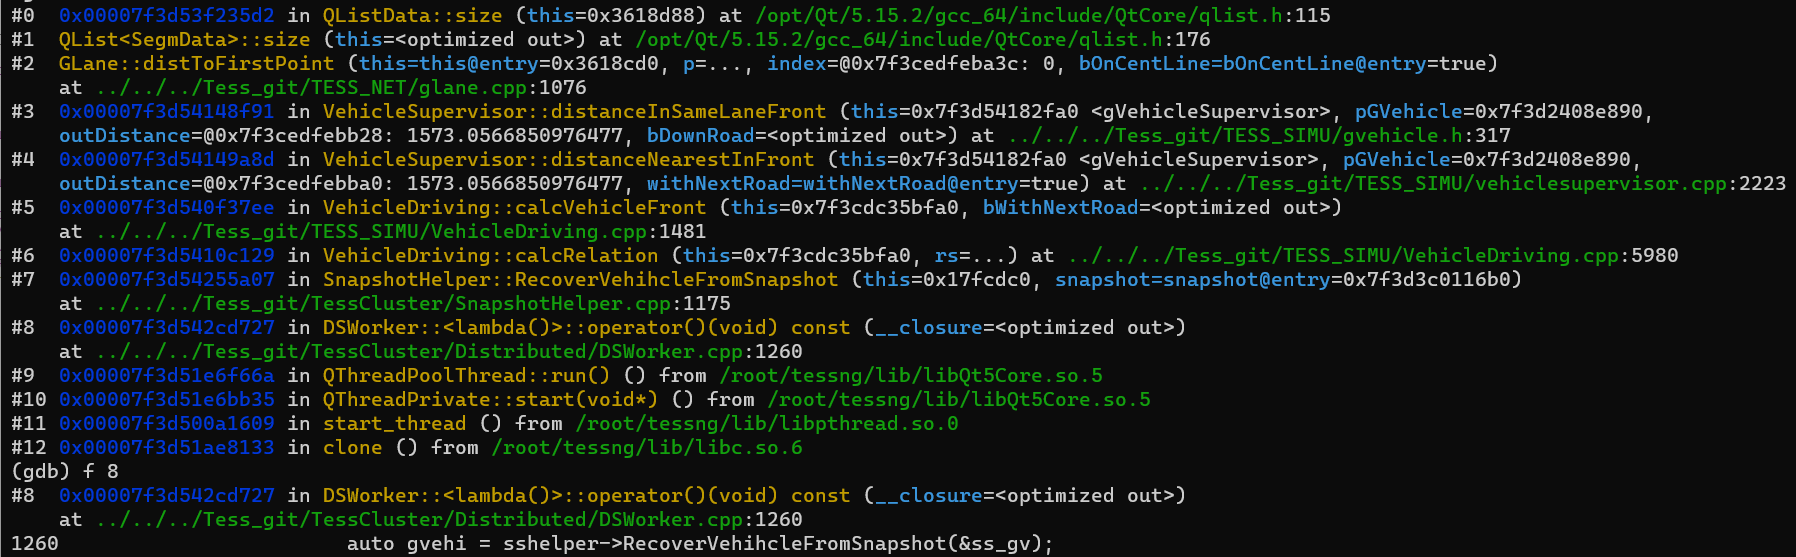 #0  0x00007f3d53f235d2 in QListData::size (this=0x3618d88) at /opt/Qt/5.15.2/gcc_64/include/QtCore/qlist.h:115
#1  QList<SegmData>::size (this=<optimized out>) at /opt/Qt/5.15.2/gcc_64/include/QtCore/qlist.h:176
#2  GLane::distToFirstPoint (this=this@entry=0x3618cd0, p=..., index=@0x7f3cedfeba3c: 0, bOnCentLine=bOnCentLine@entry=true)
    at ../../../Tess_git/TESS_NET/glane.cpp:1076
#3  0x00007f3d54148f91 in VehicleSupervisor::distanceInSameLaneFront (this=0x7f3d54182fa0 <gVehicleSupervisor>, pGVehicle=0x7f3d2408e890,
    outDistance=@0x7f3cedfebb28: 1573.0566850976477, bDownRoad=<optimized out>) at ../../../Tess_git/TESS_SIMU/gvehicle.h:317
#4  0x00007f3d54149a8d in VehicleSupervisor::distanceNearestInFront (this=0x7f3d54182fa0 <gVehicleSupervisor>, pGVehicle=0x7f3d2408e890,
    outDistance=@0x7f3cedfebba0: 1573.0566850976477, withNextRoad=withNextRoad@entry=true) at ../../../Tess_git/TESS_SIMU/vehiclesupervisor.cpp:2223
#5  0x00007f3d540f37ee in VehicleDriving::calcVehicleFront (this=0x7f3cdc35bfa0, bWithNextRoad=<optimized out>)
    at ../../../Tess_git/TESS_SIMU/VehicleDriving.cpp:1481
#6  0x00007f3d5410c129 in VehicleDriving::calcRelation (this=0x7f3cdc35bfa0, rs=...) at ../../../Tess_git/TESS_SIMU/VehicleDriving.cpp:5980
#7  0x00007f3d54255a07 in SnapshotHelper::RecoverVehihcleFromSnapshot (this=0x17fcdc0, snapshot=snapshot@entry=0x7f3d3c0116b0)
    at ../../../Tess_git/TessCluster/SnapshotHelper.cpp:1175
#8  0x00007f3d542cd727 in DSWorker::<lambda()>::operator()(void) const (__closure=<optimized out>)
    at ../../../Tess_git/TessCluster/Distributed/DSWorker.cpp:1260
#9  0x00007f3d51e6f66a in QThreadPoolThread::run() () from /root/tessng/lib/libQt5Core.so.5
#10 0x00007f3d51e6bb35 in QThreadPrivate::start(void*) () from /root/tessng/lib/libQt5Core.so.5
#11 0x00007f3d500a1609 in start_thread () from /root/tessng/lib/libpthread.so.0
#12 0x00007f3d51ae8133 in clone () from /root/tessng/lib/libc.so.6
(gdb) f 8
#8  0x00007f3d542cd727 in DSWorker::<lambda()>::operator()(void) const (__closure=<optimized out>)
    at ../../../Tess_git/TessCluster/Distributed/DSWorker.cpp:1260
1260                        auto gvehi = sshelper->RecoverVehihcleFromSnapshot(&ss_gv);